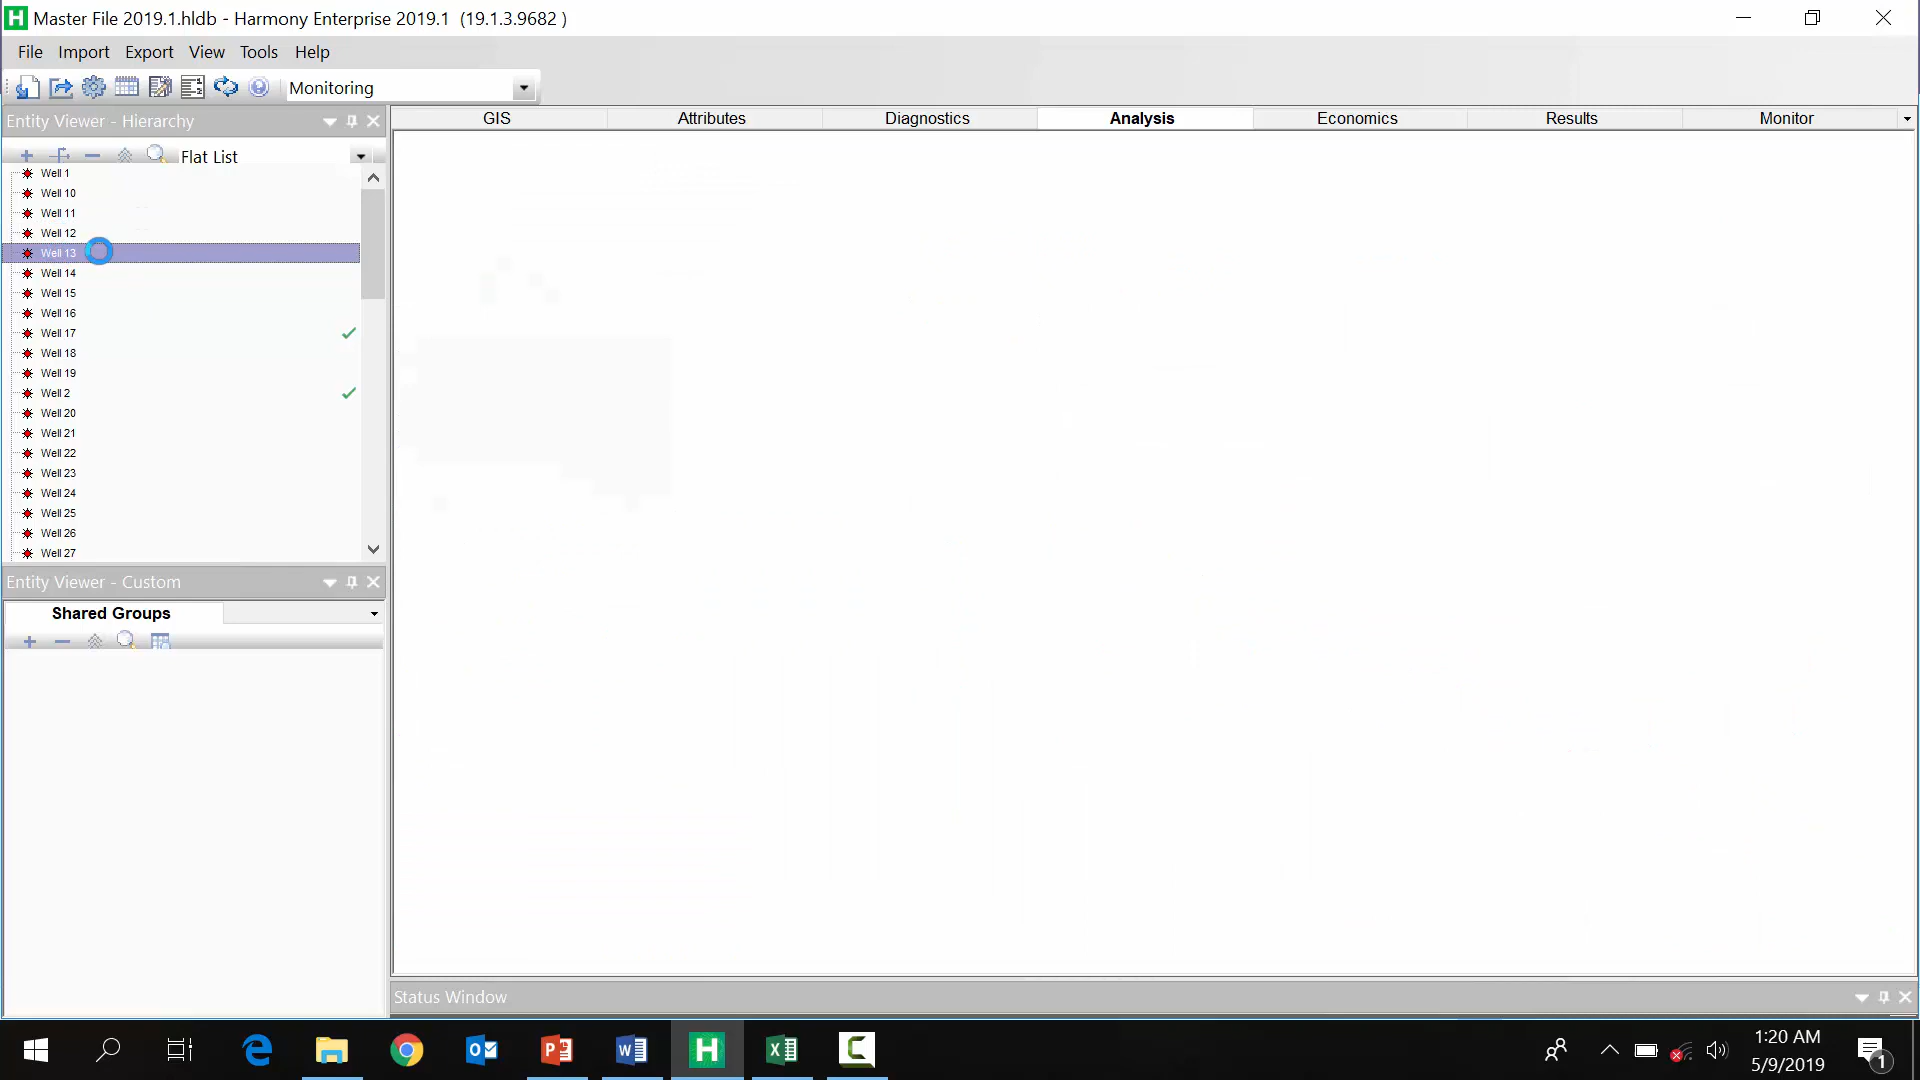 Master File 2019.1.hldb - Harmony Enterprise 2019.1 (19.1.3.9682 )
File Import Export View Tools Help
Monitoring
Entity Viewer - Hierarchy
GIS Attributes Diagnostics Analysis Economics Results Monitor
Flat List
Well 1
Well 10
Well 11
Well 12
Well 13
Well 14
Well 15
Well 16
Well 17
Well 18
Well 19
Well 2
Well 20
Well 21
Well 22
Well 23
Well 24
Well 25
Well 26
Well 27
Entity Viewer - Custom
Shared Groups
Status Window
1:20 AM
5/9/2019
1